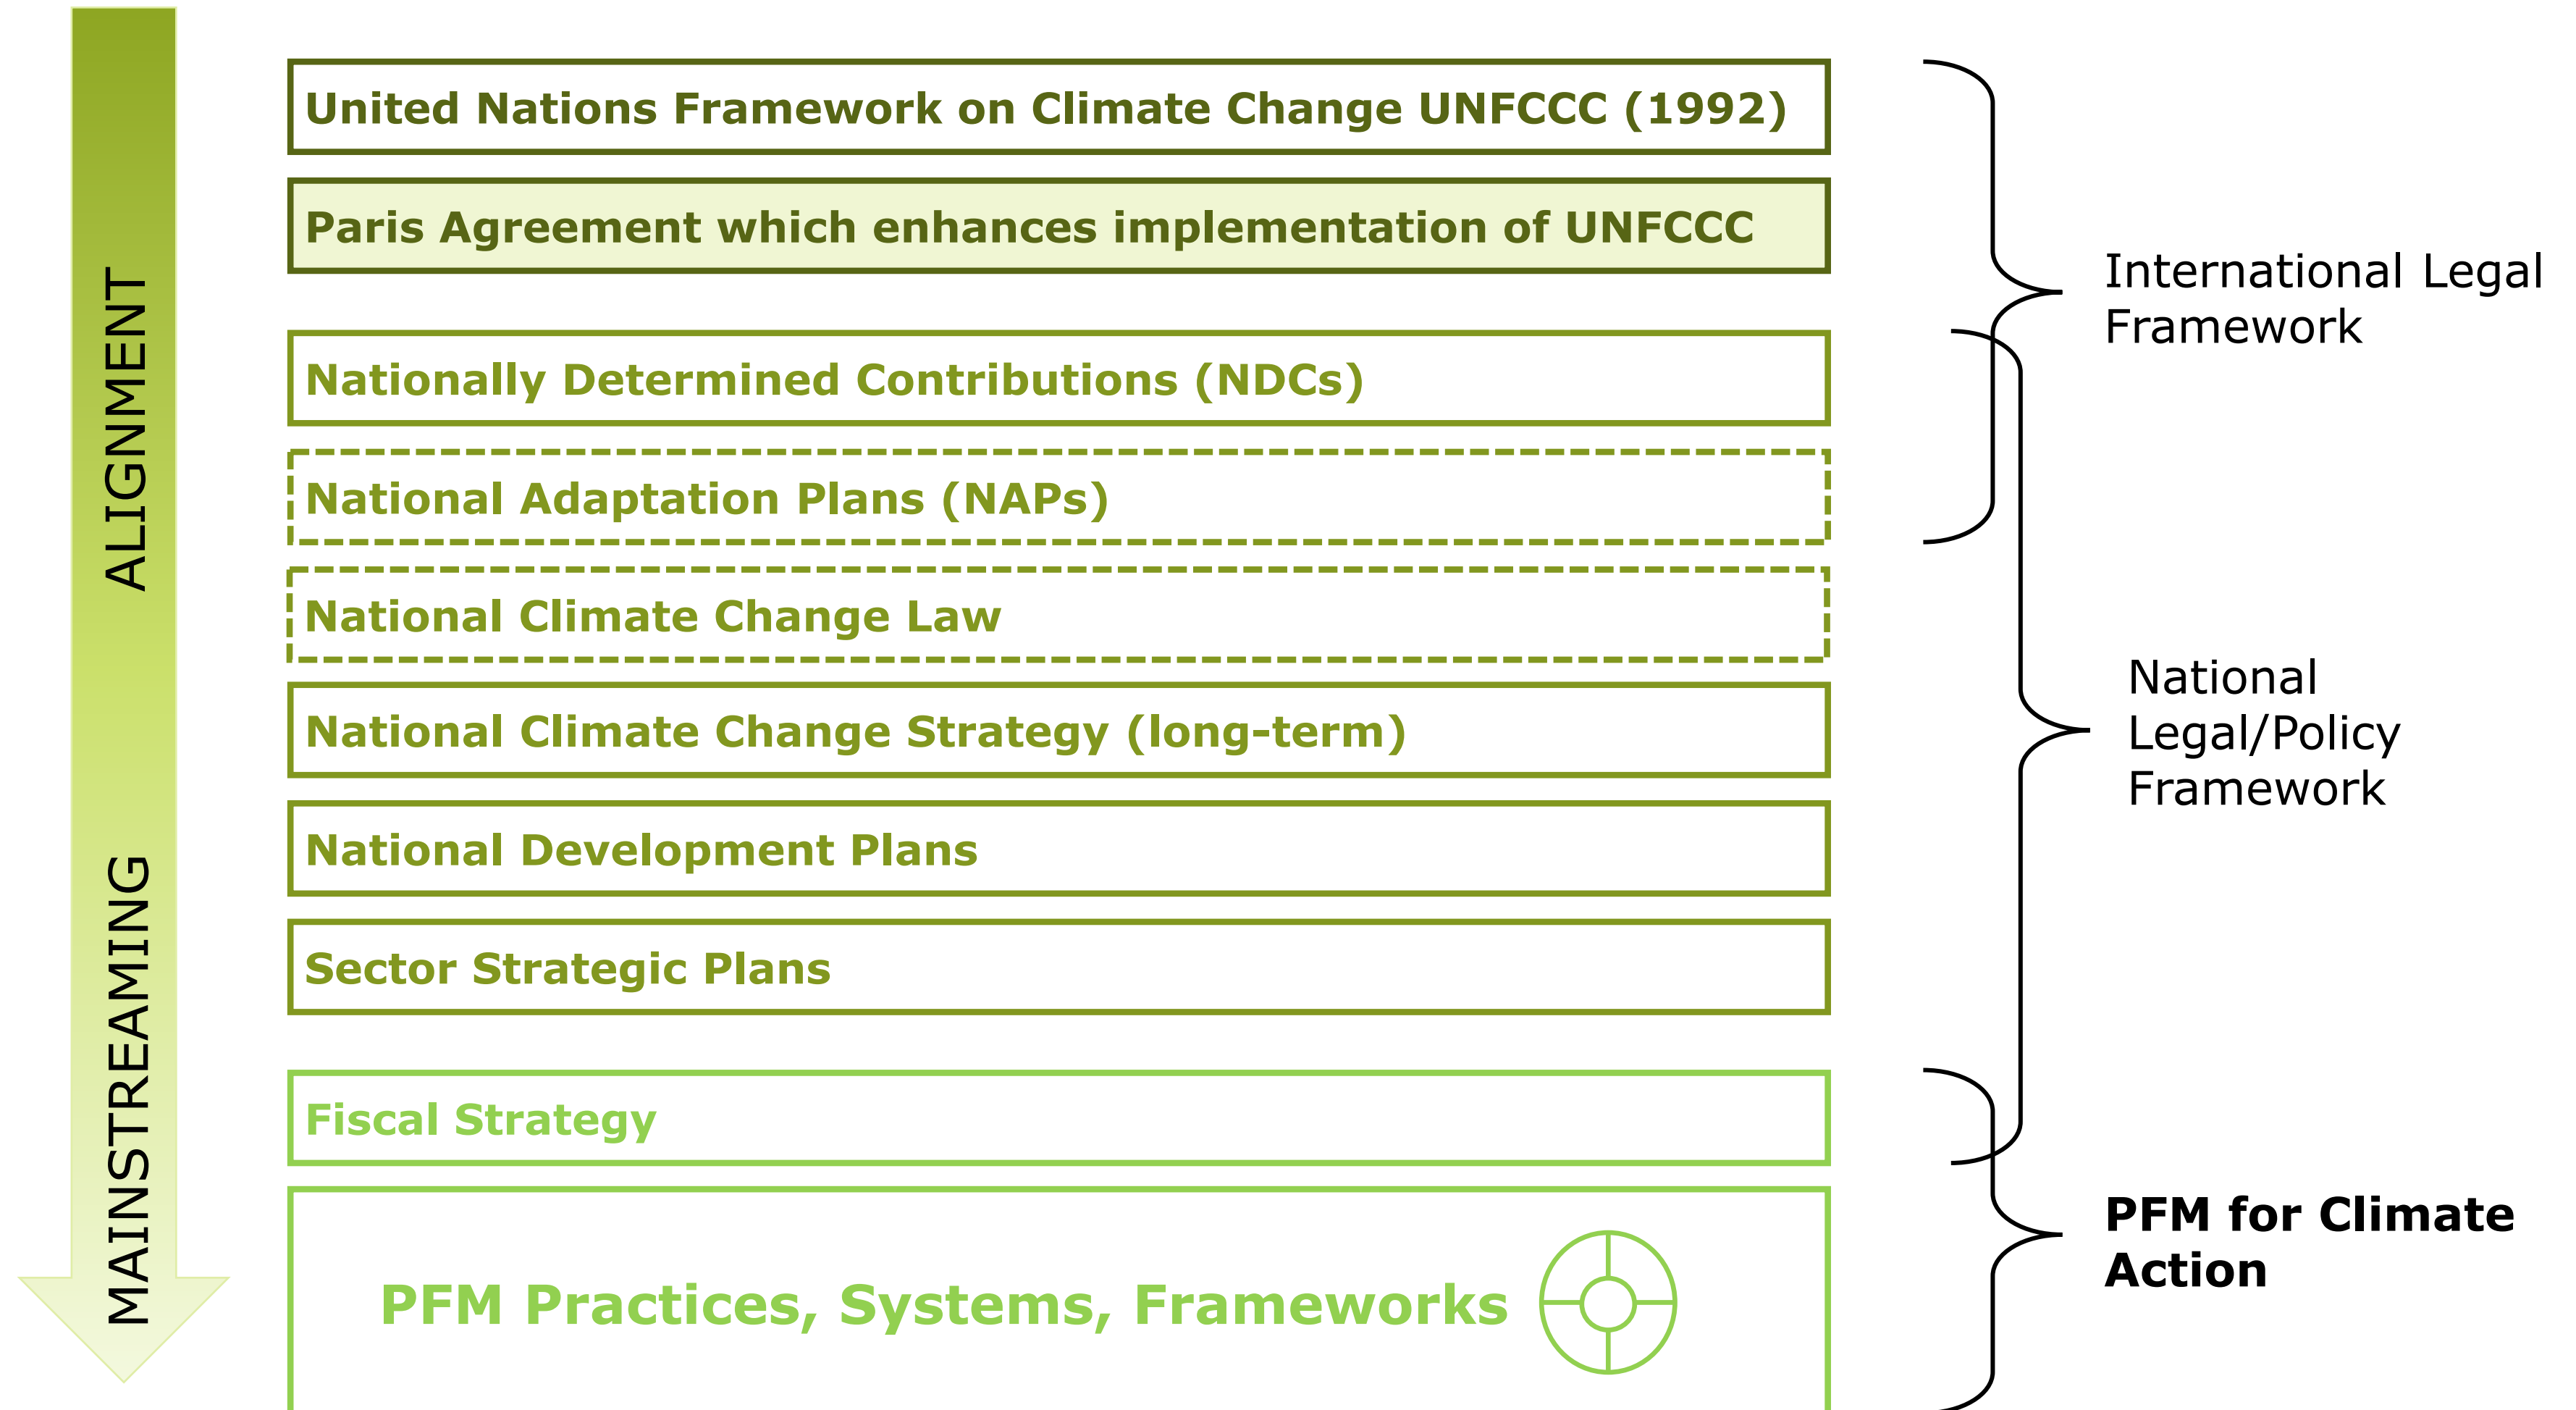 ALIGNMENT
MAINSTREAMING
United Nations Framework on Climate Change UNFCCC (1992)
Paris Agreement which enhances implementation of UNFCCC
Nationally Determined Contributions (NDCs)
National Adaptation Plans (NAPs)
National Climate Change Law
National Climate Change Strategy (long-term)
National Development Plans
Sector Strategic Plans
Fiscal Strategy
PFM Practices, Systems, Frameworks
International Legal
Framework
National
Legal/Policy
Framework
PFM for Climate
Action